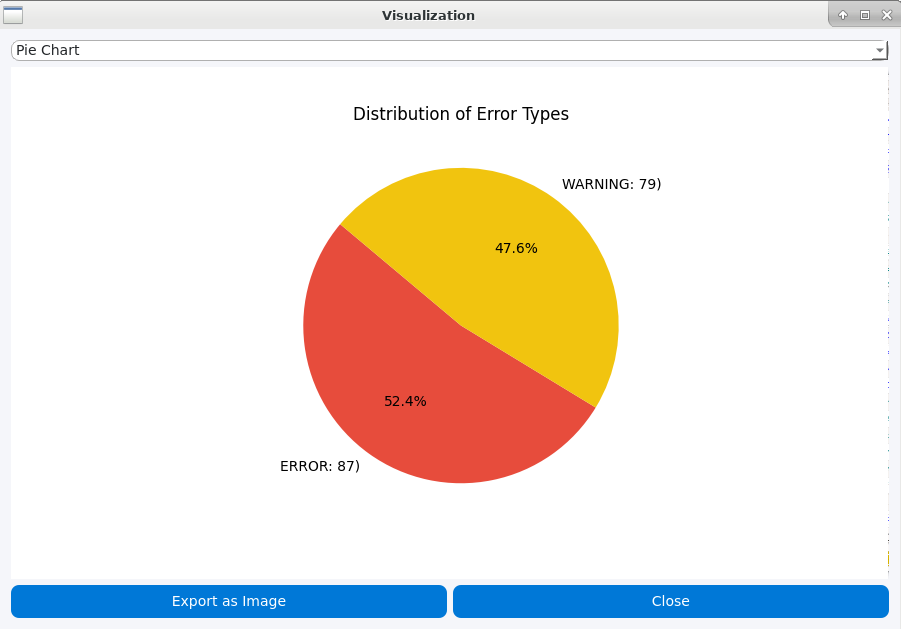 Visualization
Pie Chart
Distribution of Error Types
WARNING: 79)
47.6%
52.4%
ERROR: 87)
Export as Image
Close